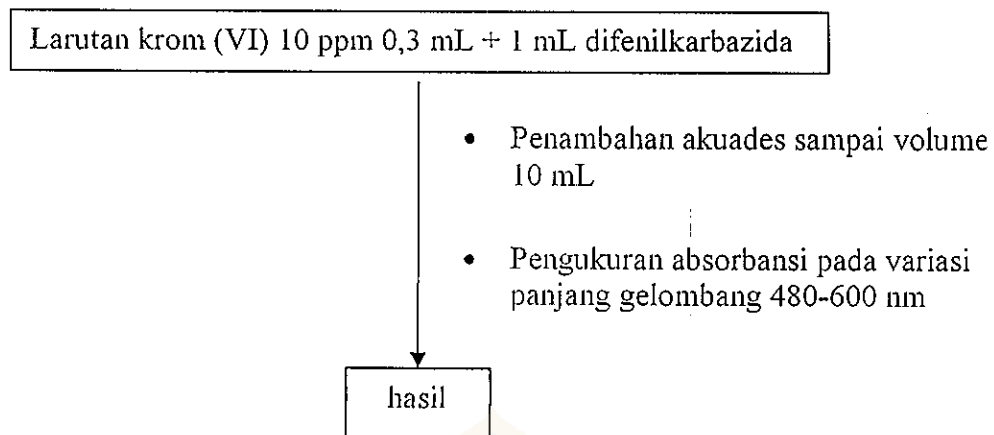 Larutan krom (VI) 10 ppm 0,3 mL + 1 mL difenilkarbazida
• Penambahan akuades sampai volume
10 mL
• Pengukuran absorbansi pada variasi
panjang gelombang 480-600 nm
hasil